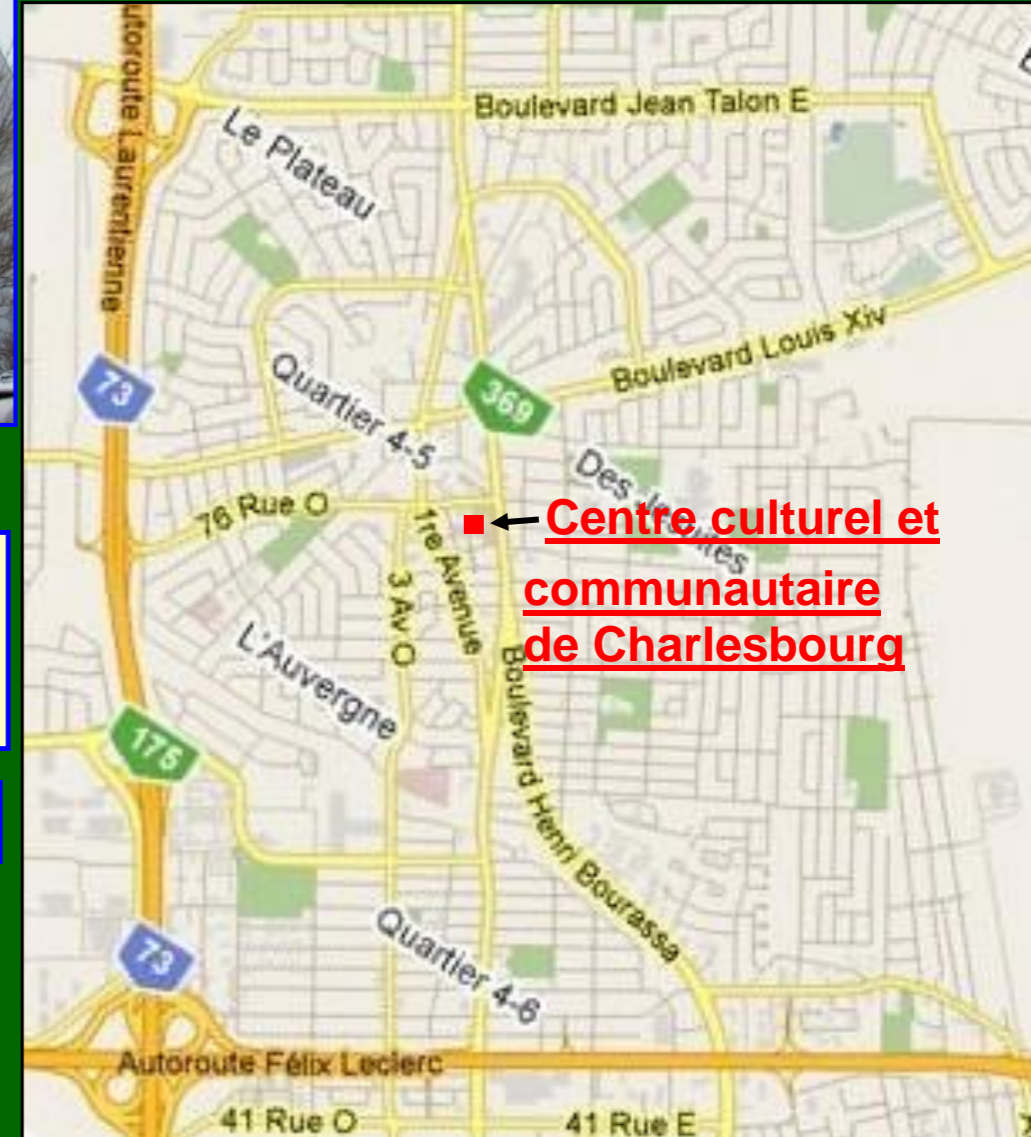 Autoroute Laurentienne
Boulevard Jean Talon E
Le Plateau
Boulevard Louis Xiv
73
369
Quartier 4-5
Des Jesuites
76 Rue O
Centre culturel et
communautaire
de Charlesbourg
1re Avenue
3 Av O
L'Auvergne
175
Boulevard Henri Bourassa
73
Quartier 4-6
Autoroute Félix Leclerc
41 Rue O
41 Rue E